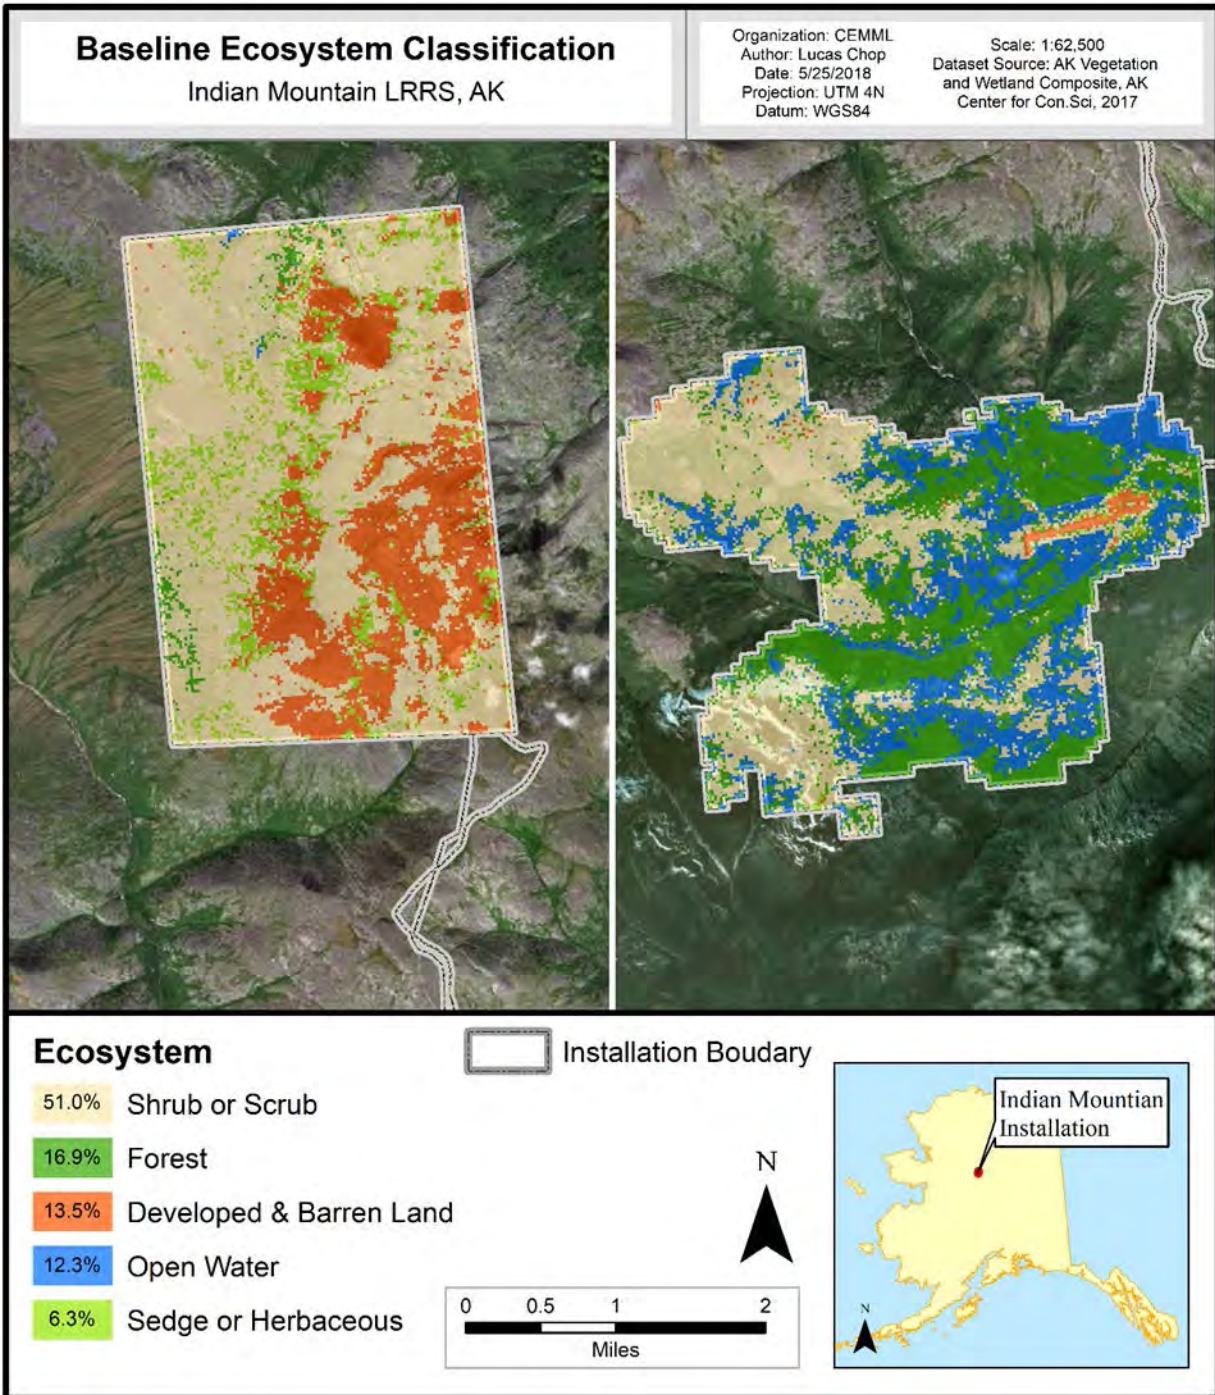 Baseline Ecosystem Classification
Indian Mountain LRRS, AK
Organization: CEMML
Author: Lucas Chop
Date: 5/25/2018
Projection: UTM 4N
Datum: WGS84
Scale: 1:62,500
Dataset Source: AK Vegetation
and Wetland Composite, AK
Center for Con.Sci, 2017
Ecosystem
51.0% Shrub or Scrub
16.9% Forest
13.5% Developed & Barren Land
12.3% Open Water
6.3% Sedge or Herbaceous
Installation Boudary
N
0 0.5 1 2
Miles
Indian Mountian
Installation
N